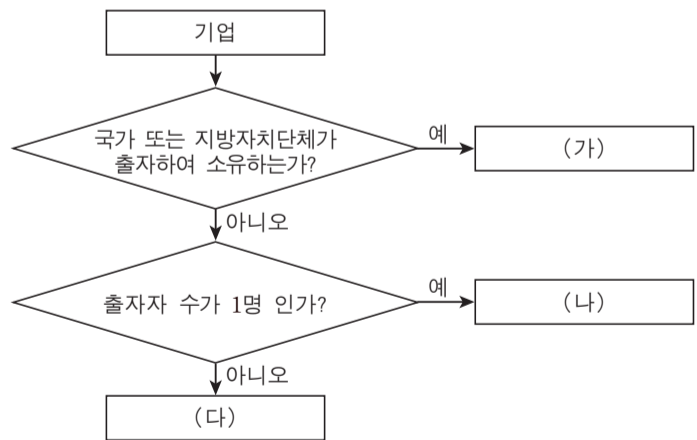 기업
국가 또는 지방자치단체가
출자하여 소유하는가?
예
(가)
아니오
출자자 수가 1명 인가?
예
(나)
아니오
(다)